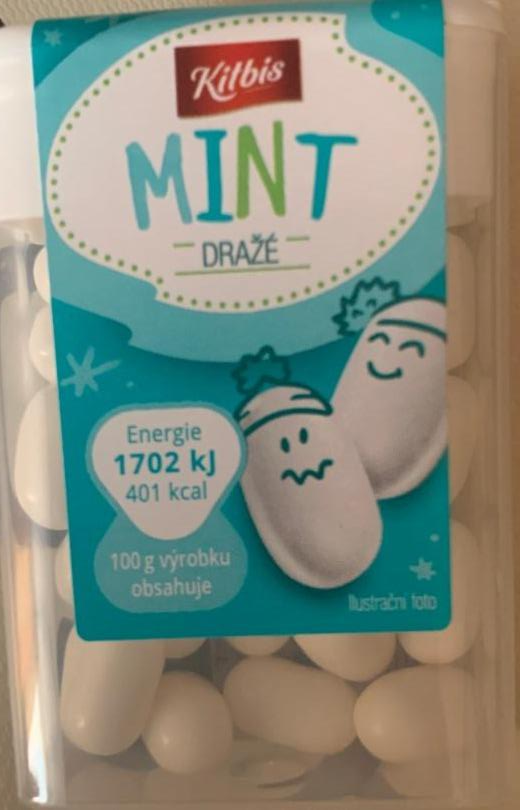 Kitbis
MINT
DRAŽÉ
Energie
1702 kJ
401 kcal
100 g výrobku
obsahuje
Ilustrační foto